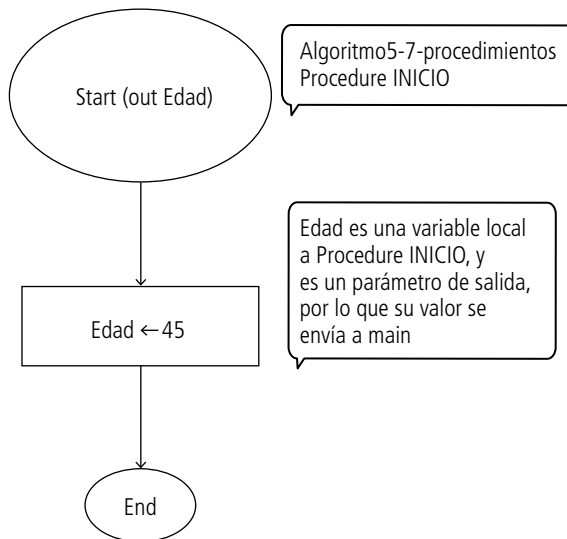 Start (out Edad)
Algoritmo5-7-procedimientos
Procedure INICIO
Edad es una variable local
a Procedure INICIO, y
es un parámetro de salida,
por lo que su valor se
envía a main
Edad ← 45
End